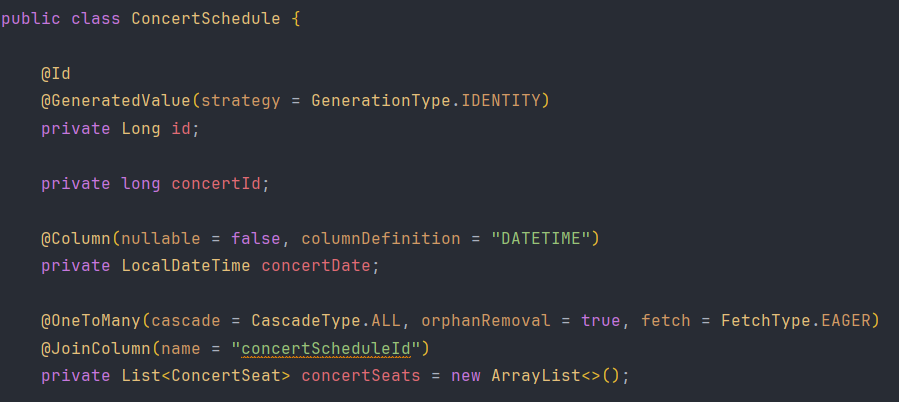 public class ConcertSchedule {
@Id
@GeneratedValue(strategy = GenerationType.IDENTITY)
private Long id;
private long concertId;
@Column(nullable = false, columnDefinition = "DATETIME")
private LocalDateTime concertDate;
@OneToMany(cascade = CascadeType.ALL, orphanRemoval = true, fetch = FetchType.EAGER)
@JoinColumn(name = "concertScheduleId")
private List<ConcertSeat> concertSeats = new ArrayList<>();